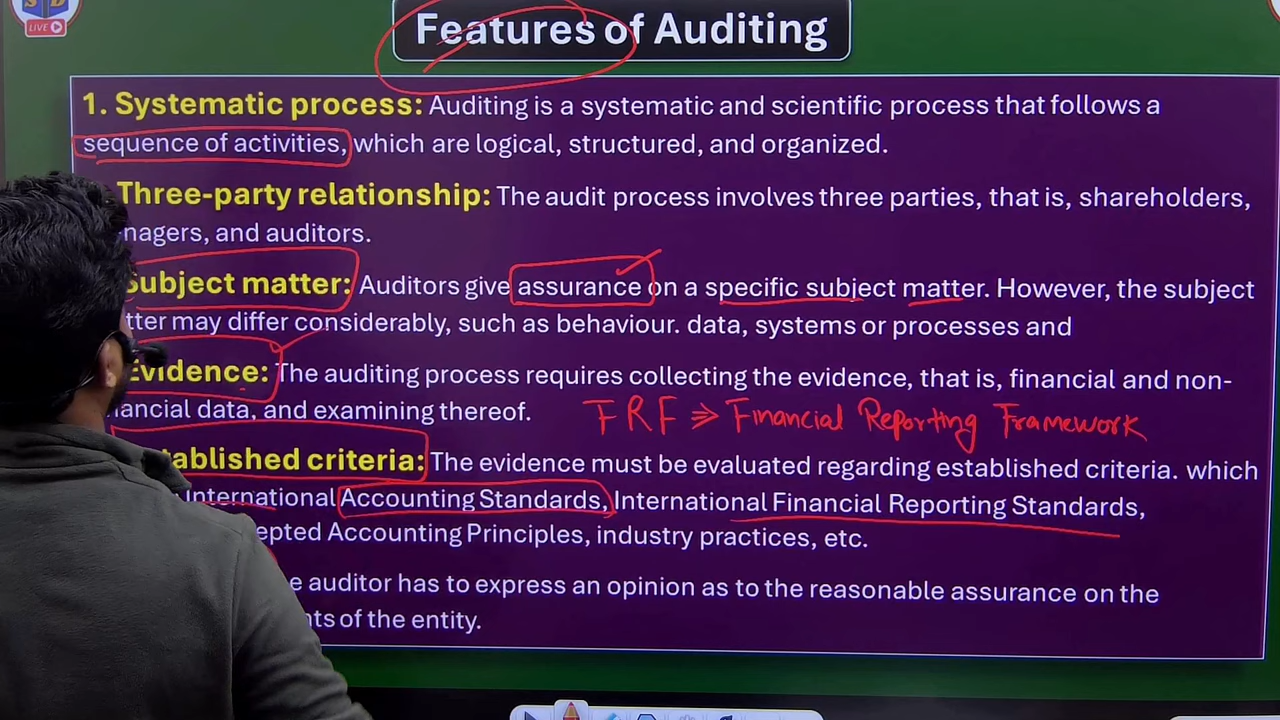 SD
LIVE
Features of Auditing
1. Systematic process: Auditing is a systematic and scientific process that follows a
sequence of activities, which are logical, structured, and organized.
Three-party relationship: The audit process involves three parties, that is, shareholders,
nagers, and auditors.
Subject matter: Auditors give assurance on a specific subject matter. However, the subject
tter may differ considerably, such as behaviour. data, systems or processes and
Evidence: The auditing process requires collecting the evidence, that is, financial and non-
ancial data, and examining thereof.
FRF ⇒ Financial Reporting Framework
tablished criteria: The evidence must be evaluated regarding established criteria. which
International Accounting Standards, International Financial Reporting Standards,
epted Accounting Principles, industry practices, etc.
e auditor has to express an opinion as to the reasonable assurance on the
nts of the entity.